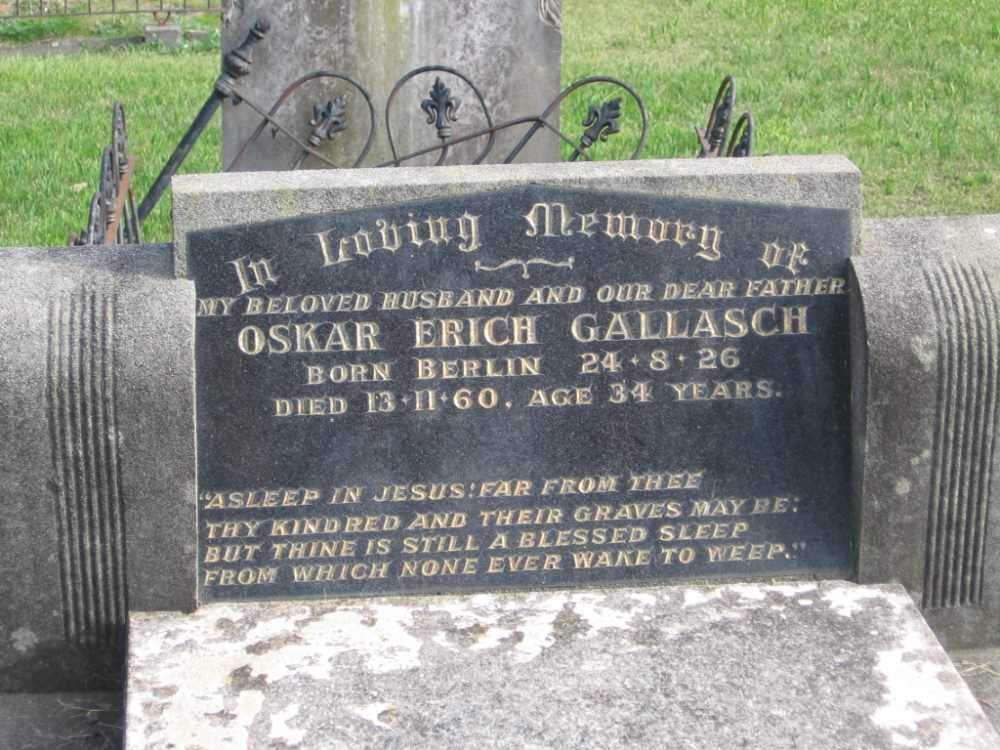 In Loving Memory of
MY BELOVED HUSBAND AND OUR DEAR FATHER
OSKAR ERICH GALLASCH
BORN BERLIN 24·8·26
DIED 13·11·60, AGE 34 YEARS.
"ASLEEP IN JESUS! FAR FROM THEE
THY KINDRED AND THEIR GRAVES MAY BE:
BUT THINE IS STILL A BLESSED SLEEP
FROM WHICH NONE EVER WAKE TO WEEP."